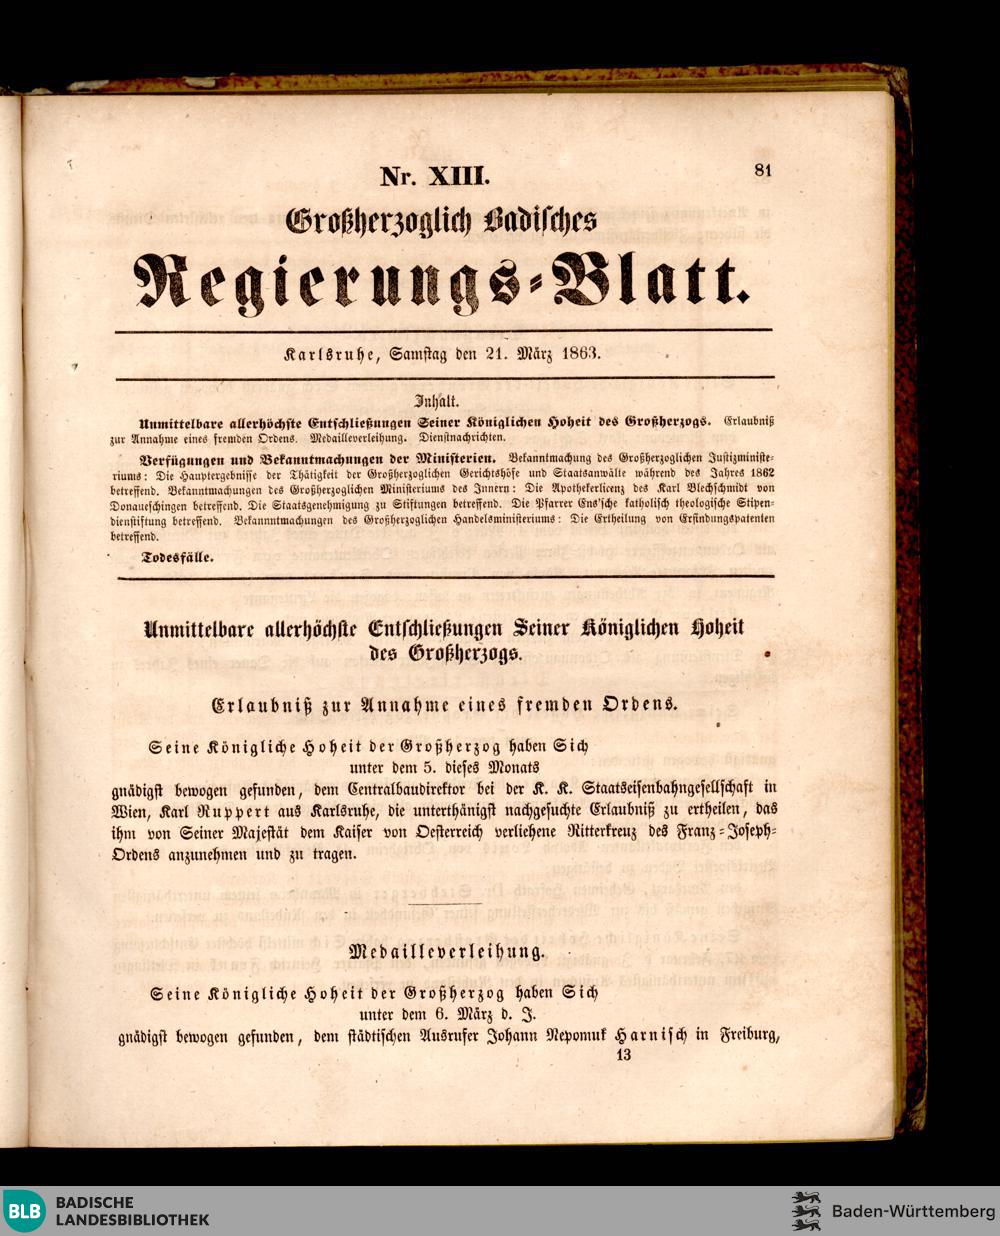 Nr. XIII.
81
Großherzoglich Badisches
Regierungs-Blatt.
Karlsruhe, Samstag den 21. März 1863.
Inhalt.
Unmittelbare allerhöchste Entschließungen Seiner Königlichen Hoheit des Großherzogs. Erlaubniß
zur Annahme eines fremden Ordens. Medailleverleihung. Dienstnachrichten.
Verfügungen und Bekanntmachungen der Ministerien. Bekanntmachung des Großherzoglichen Justizministe-
riums: Die Hauptergebnisse der Thätigkeit der Großherzoglichen Gerichtshöfe und Staatsanwälte während des Jahres 1862
betreffend. Bekanntmachungen des Großherzoglichen Ministeriums des Innern: Die Apothekerlicenz des Karl Blechschmidt von
Donaueschingen betreffend. Die Staatsgenehmigung zu Stiftungen betreffend. Die Pfarrer Ens'sche katholisch theologische Stipen-
dienstiftung betreffend. Bekannntmachungen des Großherzoglichen Handelsministeriums: Die Ertheilung von Erfindungspatenten
betreffend.
Todesfälle.
Unmittelbare allerhöchste Entschließungen Seiner Königlichen Hoheit
des Großherzogs.
Erlaubniß zur Annahme eines fremden Ordens.
Seine Königliche Hoheit der Großherzog haben Sich
unter dem 5. dieses Monats
gnädigst bewogen gefunden, dem Centralbaudirektor bei der K. K. Staatseisenbahngesellschaft in
Wien, Karl Ruppert aus Karlsruhe, die unterthänigst nachgesuchte Erlaubniß zu ertheilen, das
ihm von Seiner Majestät dem Kaiser von Oesterreich verliehene Ritterkreuz des Franz-Joseph-
Ordens anzunehmen und zu tragen.
Medailleverleihung.
Seine Königliche Hoheit der Großherzog haben Sich
unter dem 6. März d. J.
gnädigst bewogen gefunden, dem städtischen Ausrufer Johann Nepomuk Harnisch in Freiburg,
13
BLB BADISCHE
LANDESBIBLIOTHEK
Baden-Württemberg